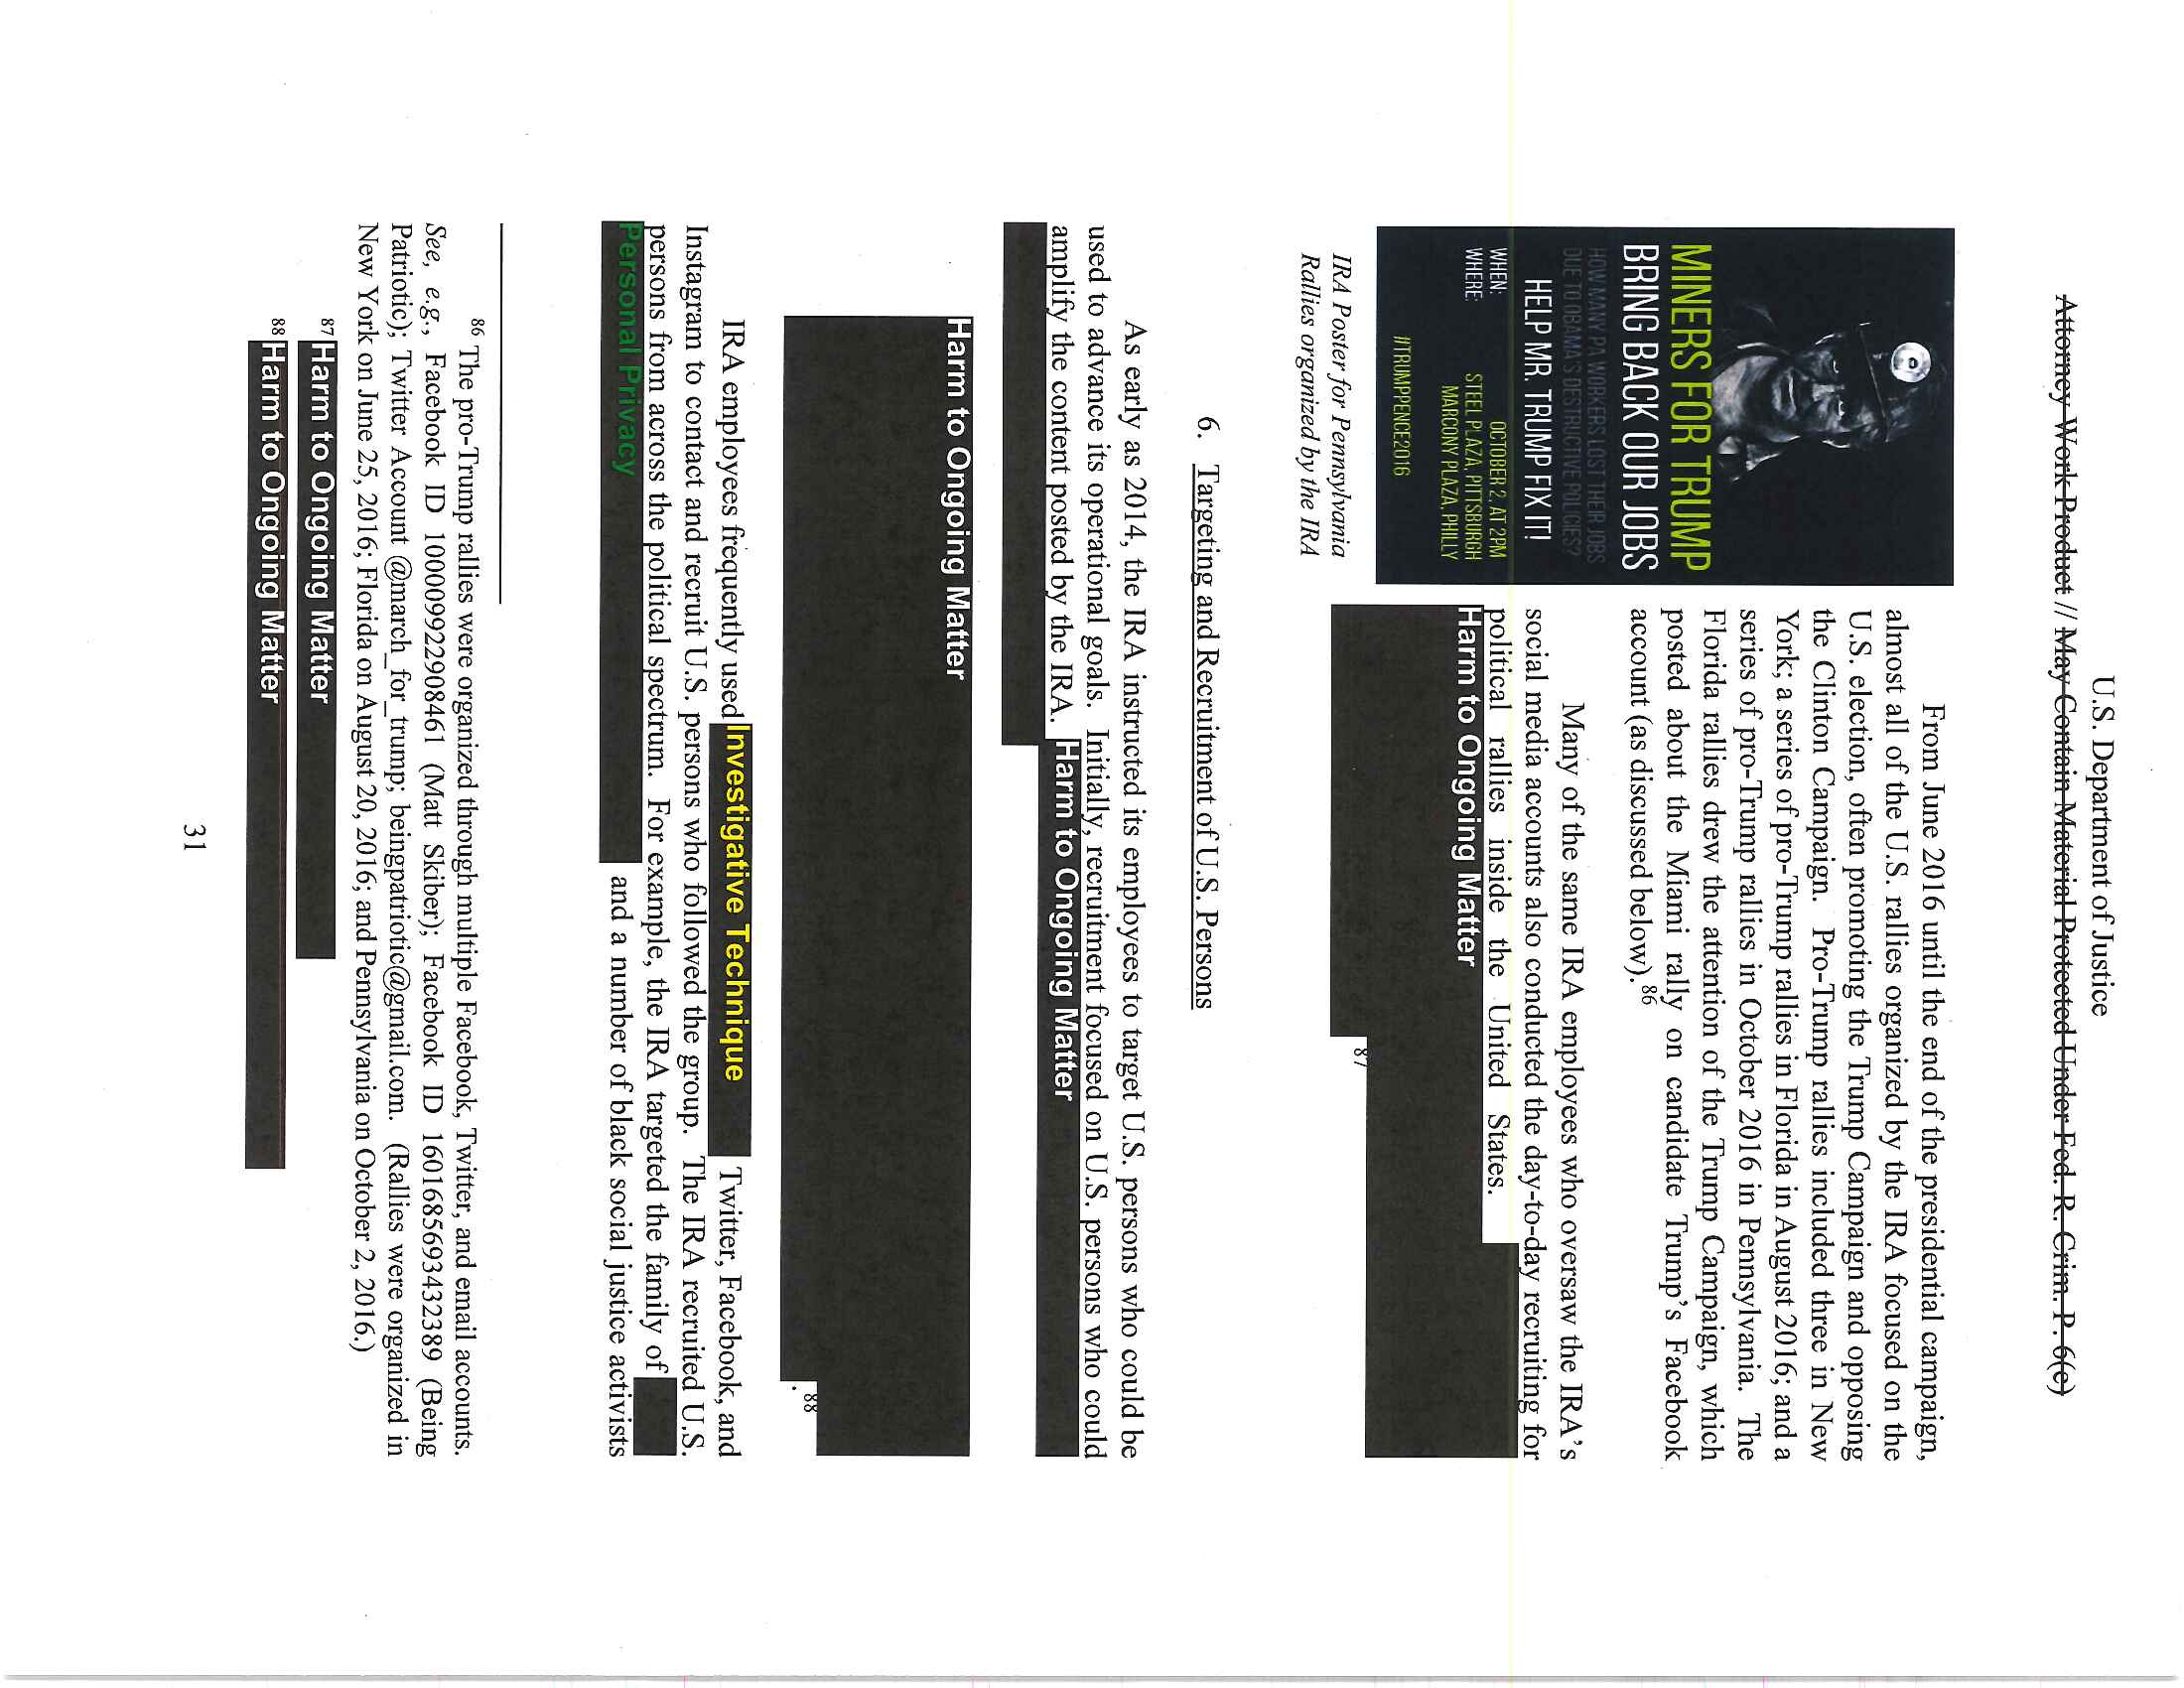 U.S. Department of Justice
Attorney Work Product // May Contain Material Protected Under Fed. R. Crim. P. 6(e)
MINERS FOR TRUMP
BRING BACK OUR JOBS
HOW MANY PA WORKERS LOST THEIR JOBS
DUE TO OBAMA'S DESTRUCTIVE POLICIES?
HELP MR. TRUMP FIX IT!
WHEN: OCTOBER 2, AT 2PM
WHERE: STEEL PLAZA, PITTSBURGH
MARCONY PLAZA, PHILLY
#TRUMPPENCE2016
IRA Poster for Pennsylvania
Rallies organized by the IRA
From June 2016 until the end of the presidential campaign,
almost all of the U.S. rallies organized by the IRA focused on the
U.S. election, often promoting the Trump Campaign and opposing
the Clinton Campaign. Pro-Trump rallies included three in New
York; a series of pro-Trump rallies in Florida in August 2016; and a
series of pro-Trump rallies in October 2016 in Pennsylvania. The
Florida rallies drew the attention of the Trump Campaign, which
posted about the Miami rally on candidate Trump's Facebook
account (as discussed below).86
Many of the same IRA employees who oversaw the IRA's
social media accounts also conducted the day-to-day recruiting for
political rallies inside the United States.
Harm to Ongoing Matter
87
6. Targeting and Recruitment of U.S. Persons
As early as 2014, the IRA instructed its employees to target U.S. persons who could be
used to advance its operational goals. Initially, recruitment focused on U.S. persons who could
amplify the content posted by the IRA. Harm to Ongoing Matter
Harm to Ongoing Matter
88
.
IRA employees frequently used Investigative Technique Twitter, Facebook, and
Instagram to contact and recruit U.S. persons who followed the group. The IRA recruited U.S.
persons from across the political spectrum. For example, the IRA targeted the family of
Personal Privacy and a number of black social justice activists
86 The pro-Trump rallies were organized through multiple Facebook, Twitter, and email accounts.
See, e.g., Facebook ID 100009922908461 (Matt Skiber); Facebook ID 1601685693432389 (Being
Patriotic); Twitter Account @march_for_trump; beingpatriotic@gmail.com. (Rallies were organized in
New York on June 25, 2016; Florida on August 20, 2016; and Pennsylvania on October 2, 2016.)
87 Harm to Ongoing Matter
88 Harm to Ongoing Matter
31